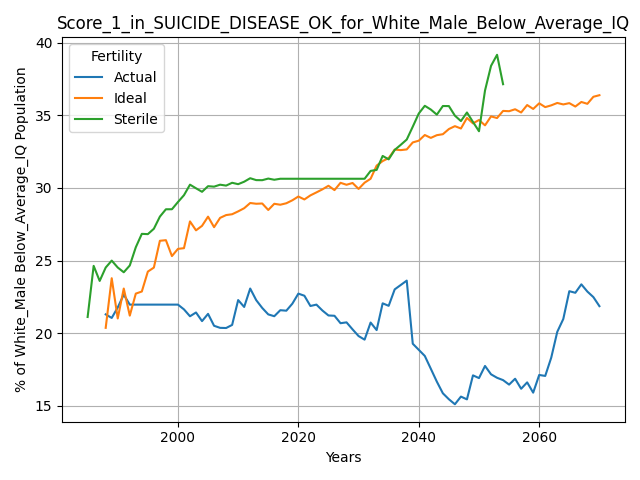 Score_1_in_SUICIDE_DISEASE_OK_for_White_Male_Below_Average_IQ
Fertility
Actual
Ideal
Sterile
% of White_Male Below_Average_IQ Population
40
35
30
25
20
15
2000
2020
2040
2060
Years